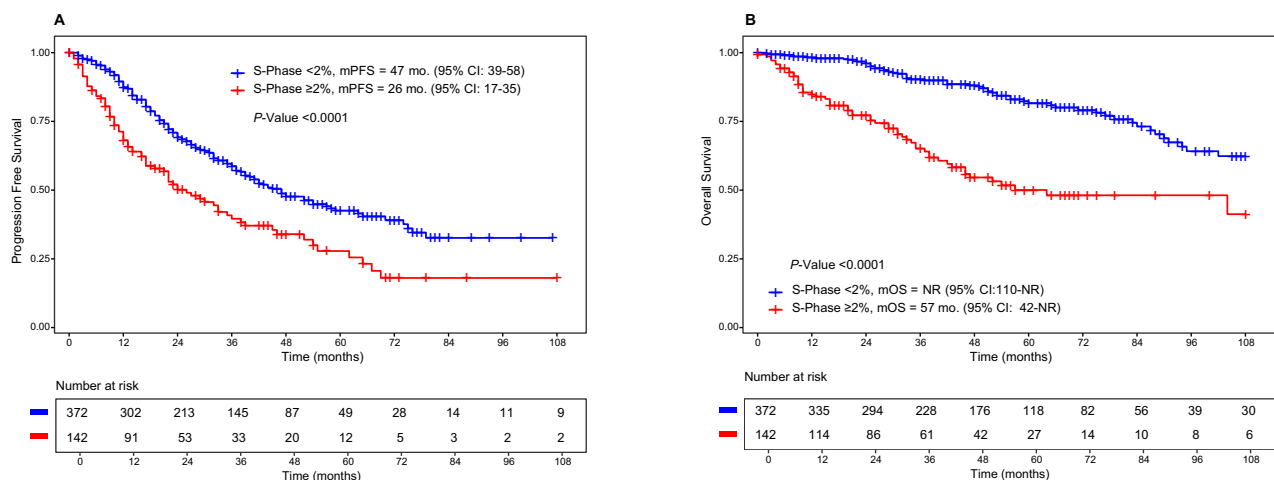 A
1.00
0.75
0.50
0.25
0.00
Progression Free Survival
S-Phase <2%, mPFS = 47 mo. (95% CI: 39-58)
S-Phase ≥2%, mPFS = 26 mo. (95% CI: 17-35)
P-Value <0.0001
0 12 24 36 48 60 72 84 96 108
Time (months)
Number at risk
372 302 213 145 87 49 28 14 11 9
142 91 53 33 20 12 5 3 2 2
0 12 24 36 48 60 72 84 96 108
Time (months)
B
1.00
0.75
0.50
0.25
0.00
Overall Survival
P-Value <0.0001
S-Phase <2%, mOS = NR (95% CI:110-NR)
S-Phase ≥2%, mOS = 57 mo. (95% CI: 42-NR)
0 12 24 36 48 60 72 84 96 108
Time (months)
Number at risk
372 335 294 228 176 118 82 56 39 30
142 114 86 61 42 27 14 10 8 6
0 12 24 36 48 60 72 84 96 108
Time (months)